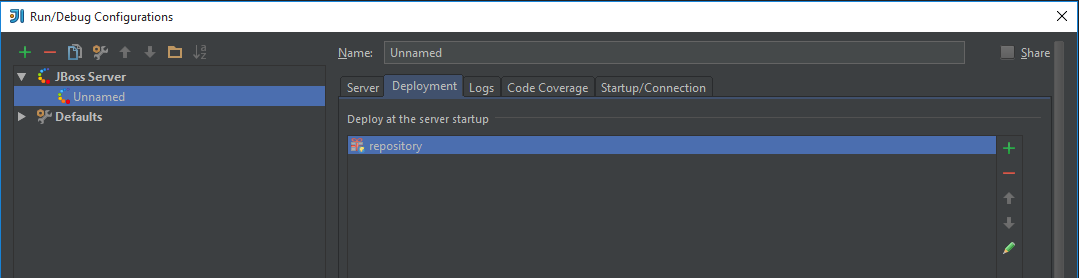 Run/Debug Configurations
Name: Unnamed Share
JBoss Server
Unnamed
Defaults
Server Deployment Logs Code Coverage Startup/Connection
Deploy at the server startup
repository